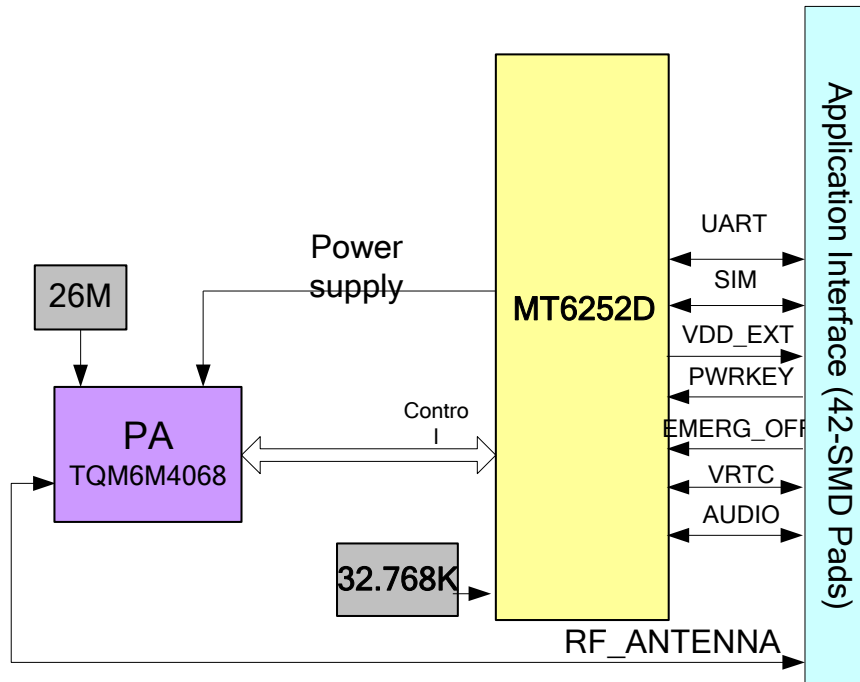 Power
supply
26M
PA
TQM6M4068
Contro
l
32.768K
MT6252D
UART
SIM
VDD_EXT
PWRKEY
EMERG_OFF
VRTC
AUDIO
RF_ANTENNA
Application Interface (42-SMD Pads)